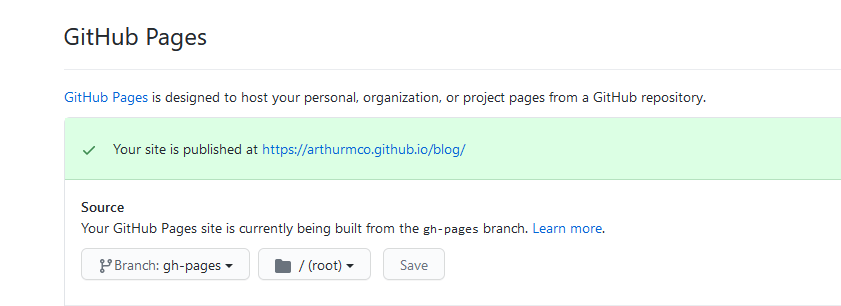 GitHub Pages
GitHub Pages is designed to host your personal, organization, or project pages from a GitHub repository.
Your site is published at https://arthurmco.github.io/blog/
Source
Your GitHub Pages site is currently being built from the gh-pages branch. Learn more.
Branch: gh-pages / (root) Save